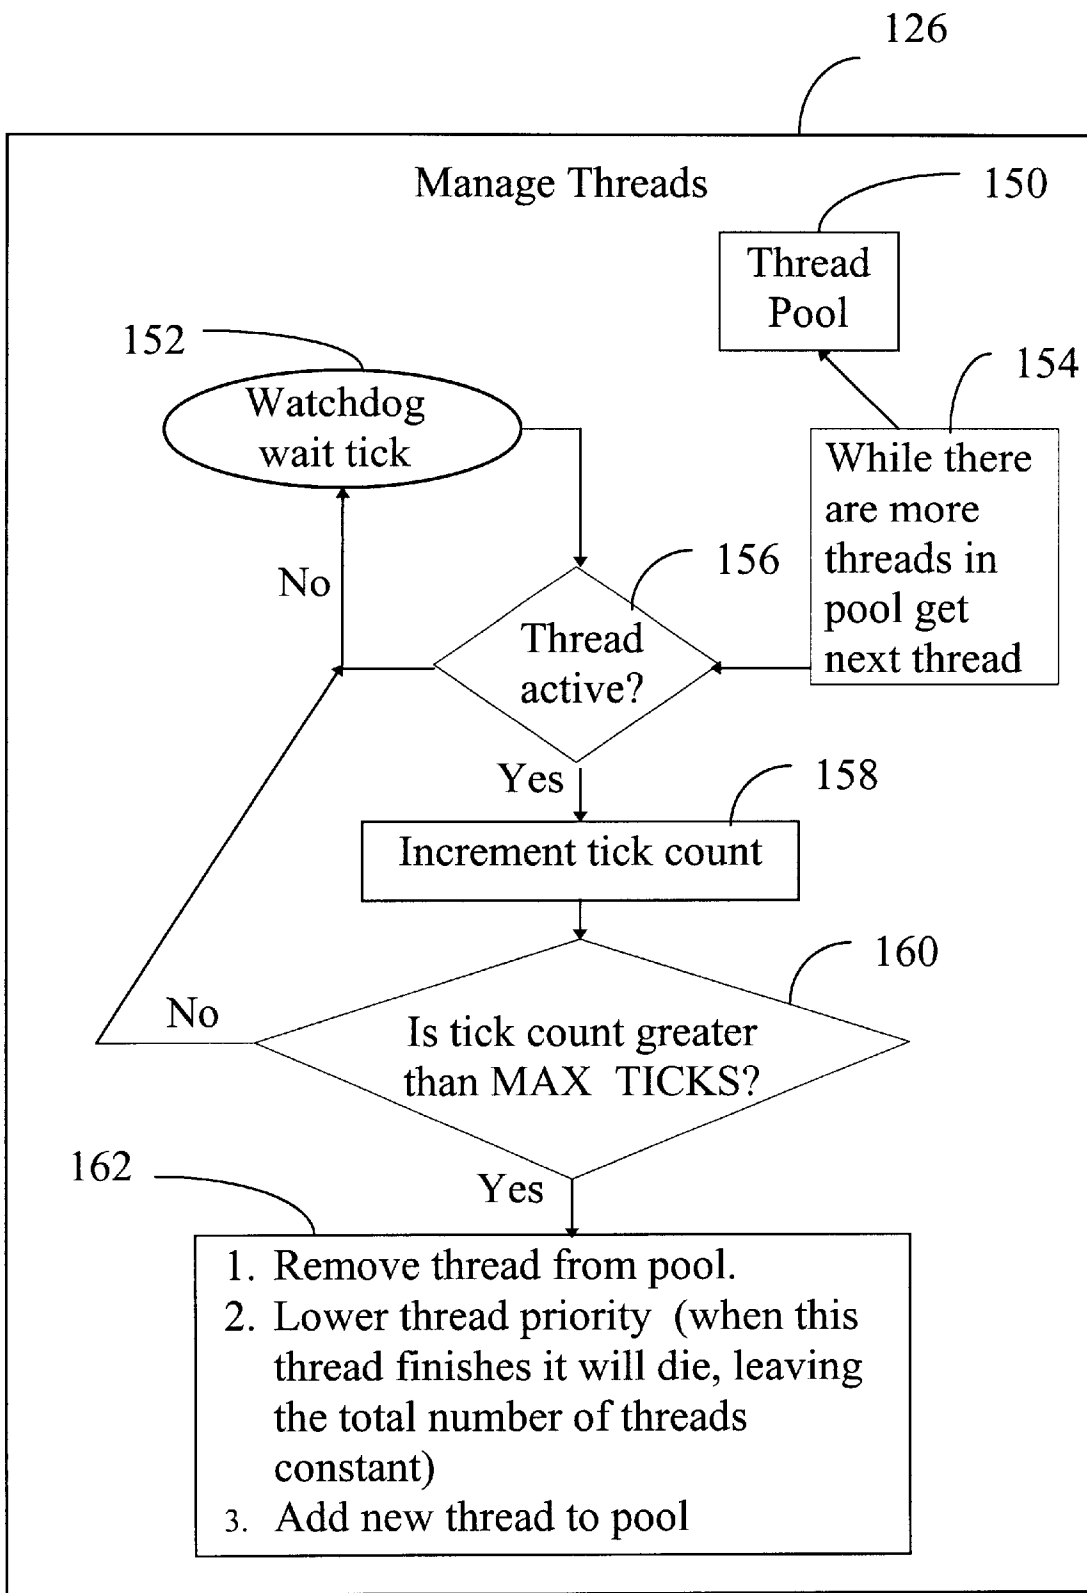 126
Manage Threads
150
Thread
Pool
152
154
Watchdog
wait tick
While there
are more
threads in
pool get
next thread
No
156
Thread
active?
Yes
158
Increment tick count
160
No
Is tick count greater
than MAX TICKS?
162
Yes
1. Remove thread from pool.
2. Lower thread priority (when this
thread finishes it will die, leaving
the total number of threads
constant)
3. Add new thread to pool